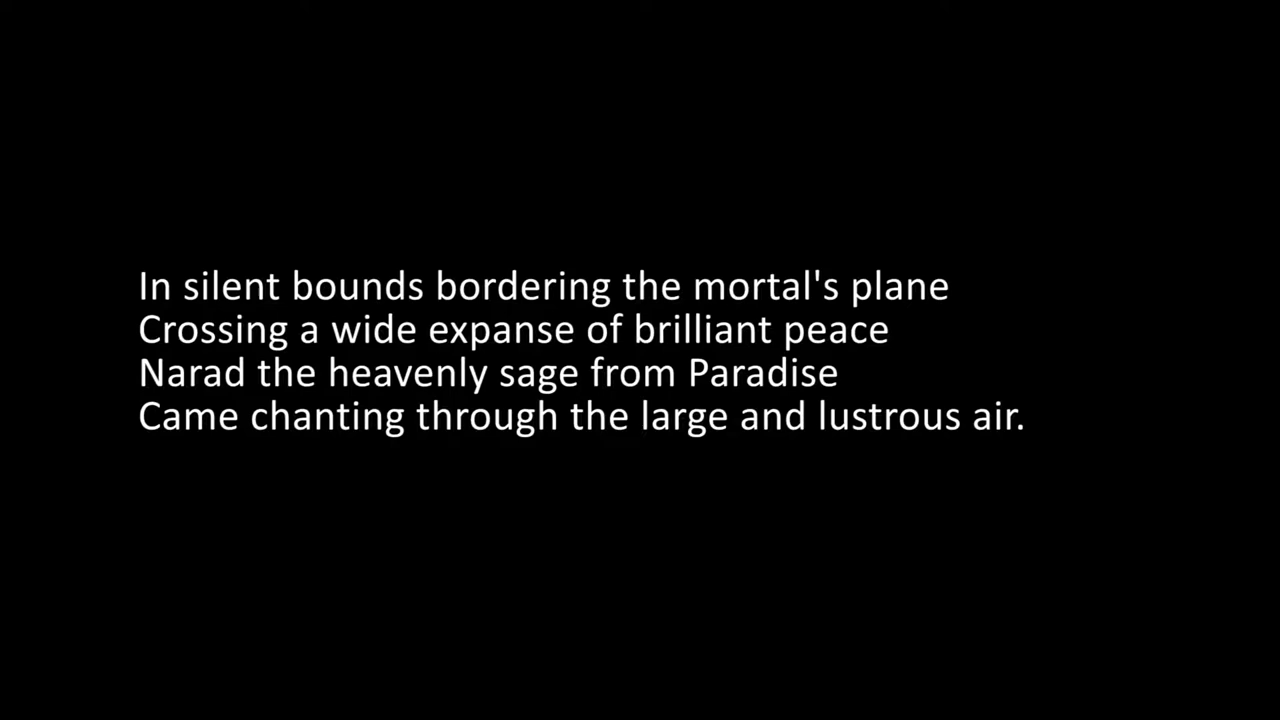 In silent bounds bordering the mortal's plane
Crossing a wide expanse of brilliant peace
Narad the heavenly sage from Paradise
Came chanting through the large and lustrous air.